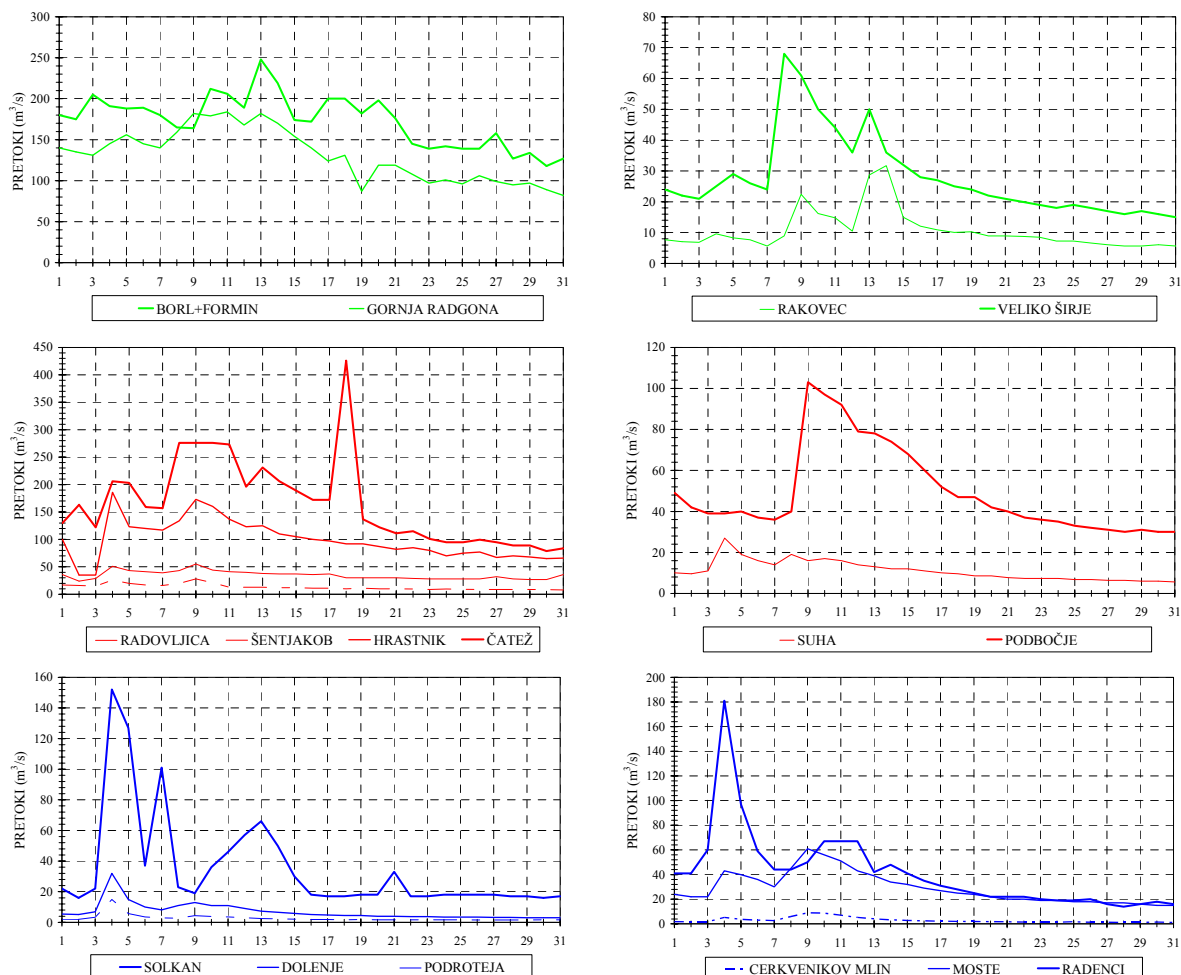 PRETOKI (m³/s)
300
250
200
150
100
50
0
1 3 5 7 9 11 13 15 17 19 21 23 25 27 29 31
BORL+FORMIN GORNJA RADGONA
PRETOKI (m³/s)
80
70
60
50
40
30
20
10
0
1 3 5 7 9 11 13 15 17 19 21 23 25 27 29 31
RAKOVEC VELIKO ŠIRJE
PRETOKI (m³/s)
450
400
350
300
250
200
150
100
50
0
1 3 5 7 9 11 13 15 17 19 21 23 25 27 29 31
RADOVLJICA ŠENTJAKOB HRASTNIK ČATEŽ
PRETOKI (m³/s)
120
100
80
60
40
20
0
1 3 5 7 9 11 13 15 17 19 21 23 25 27 29 31
SUHA PODBOČJE
PRETOKI (m³/s)
160
140
120
100
80
60
40
20
0
1 3 5 7 9 11 13 15 17 19 21 23 25 27 29 31
SOLKAN DOLENJE PODROTEJA
PRETOKI (m³/s)
200
180
160
140
120
100
80
60
40
20
0
1 3 5 7 9 11 13 15 17 19 21 23 25 27 29 31
CERKVENIKOV MLIN MOSTE RADENCI